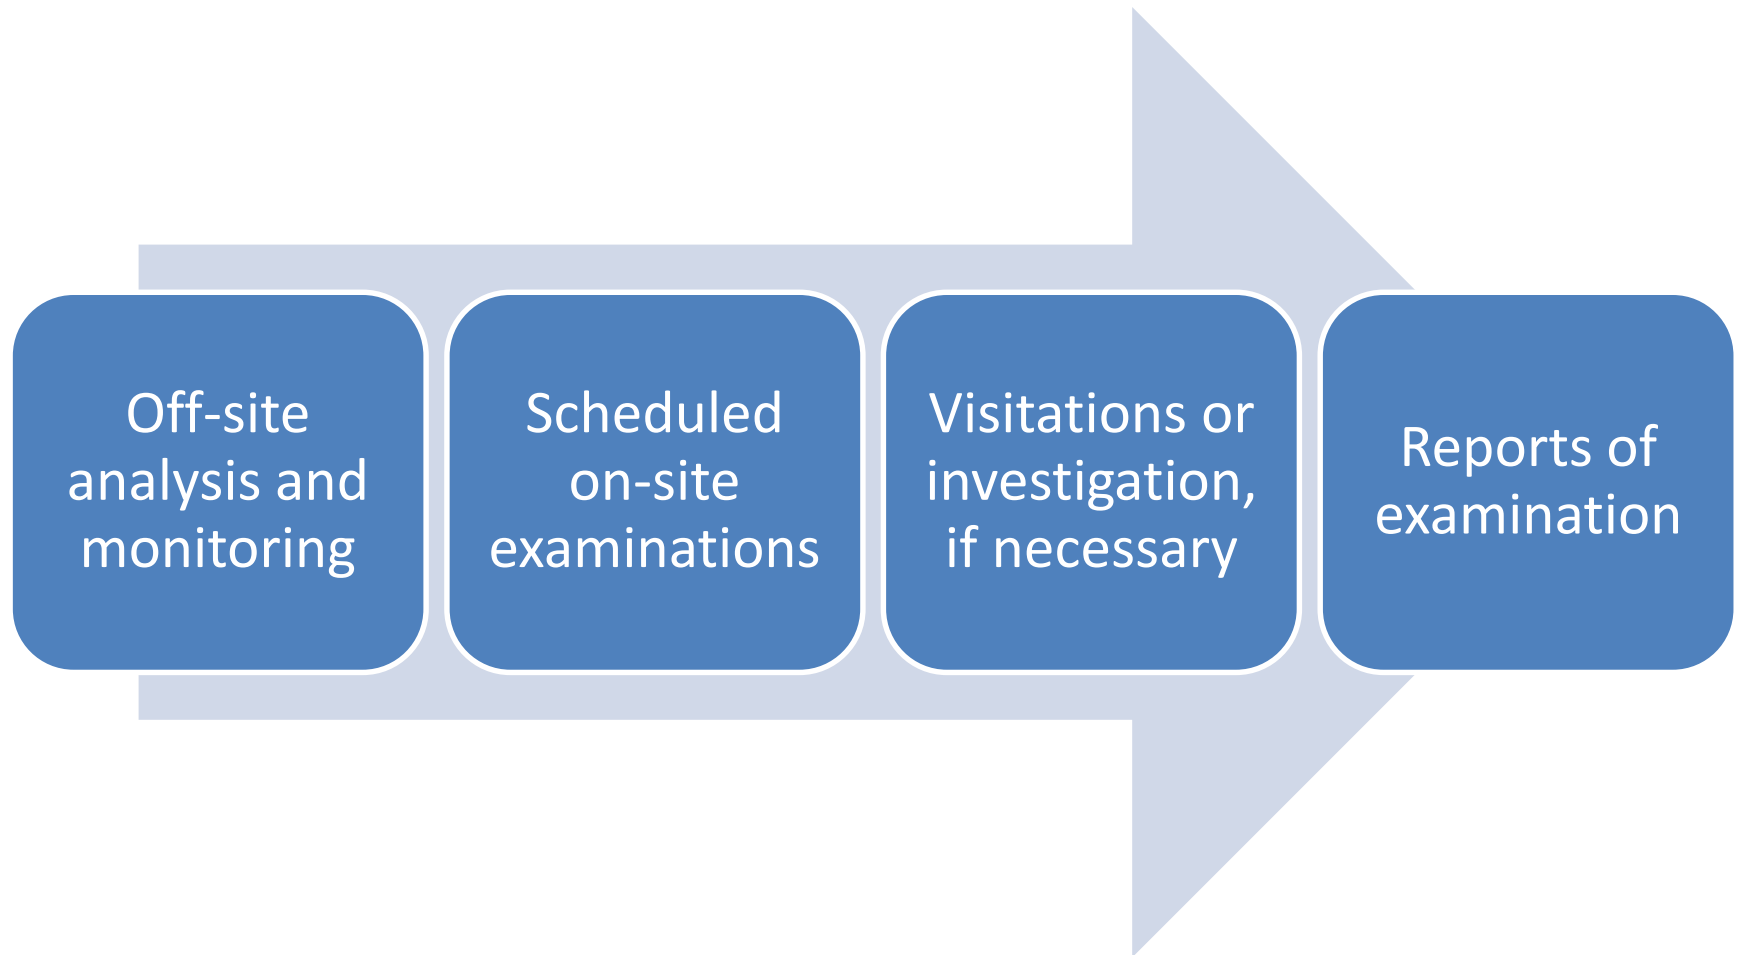 Off-site
analysis and
monitoring
Scheduled
on-site
examinations
Visitations or
investigation,
if necessary
Reports of
examination